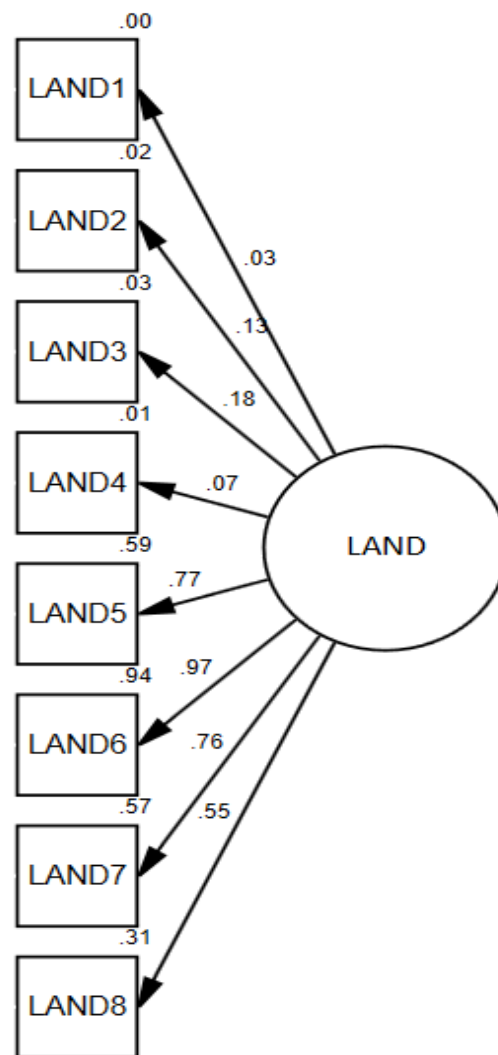 .00
LAND1
.02
LAND2
.03
.03
.13
LAND3
.18
.01
LAND4
.07
LAND
.59
.77
LAND5
.94
.97
LAND6
.76
.57
.55
LAND7
.31
LAND8